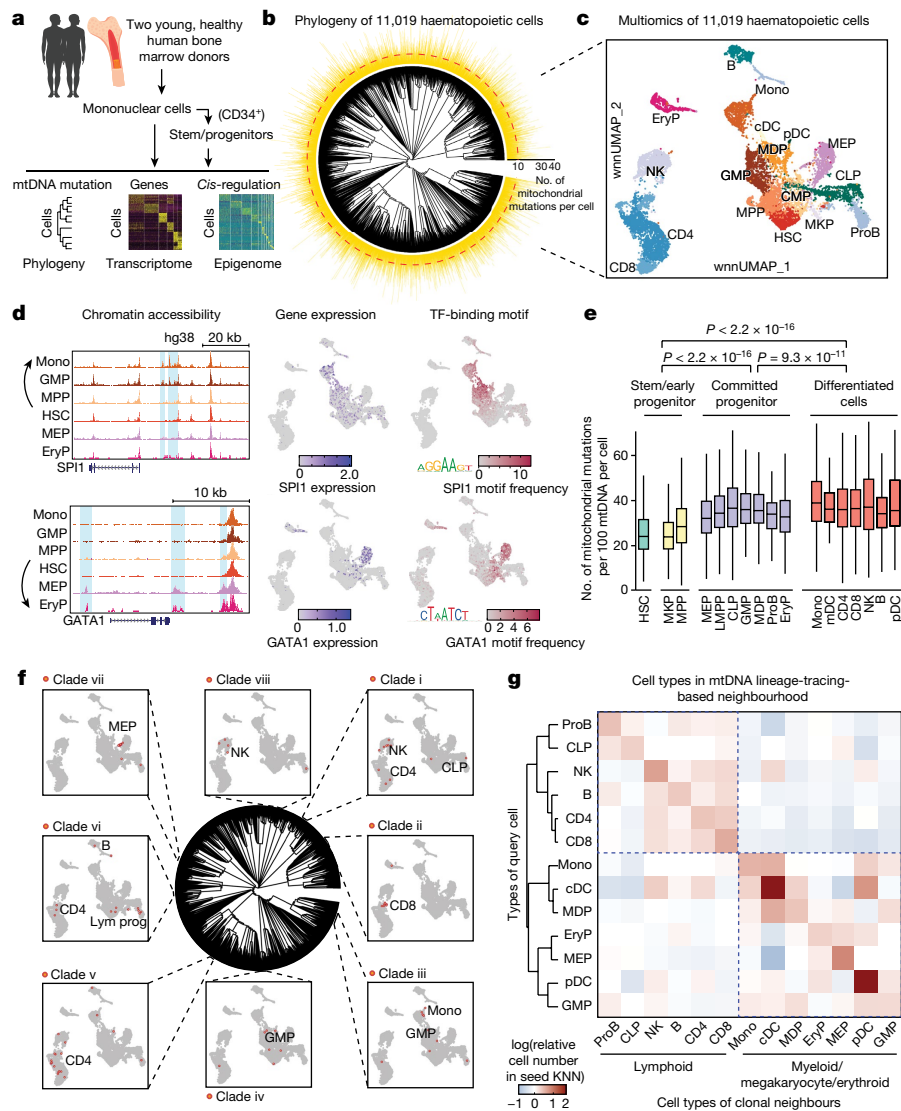 a
Two young, healthy
human bone
marrow donors
Mononuclear cells
(CD34+)
Stem/progenitors
mtDNA mutation
Genes
Cis-regulation
Cells
Cells
Cells
Phylogeny
Transcriptome
Epigenome
b
Phylogeny of 11,019 haematopoietic cells
10 30 40
No. of
mitochondrial
mutations per cell
c
Multiomics of 11,019 haematopoietic cells
wnnUMAP_2
B
Mono
EryP
cDC
pDC
MDP
MEP
NK
GMP
CLP
CMP
MPP
CD4
HSC
MKP
ProB
CD8
wnnUMAP_1
d
Chromatin accessibility
Gene expression
TF-binding motif
hg38
20 kb
Mono
GMP
MPP
HSC
MEP
EryP
SPI1
0 2.0
SPI1 expression
AGGAA
0 10
SPI1 motif frequency
10 kb
Mono
GMP
MPP
HSC
MEP
EryP
GATA1
0 1.0
GATA1 expression
0 2 4 6
GATA1 motif frequency
e
P < 2.2 × 10−16
P < 2.2 × 10−16
P = 9.3 × 10−11
Stem/early
progenitor
Committed
progenitor
Differentiated
cells
No. of mitochondrial mutations
per 100 mtDNA per cell
60
40
20
0
HSC
MKP
MPP
MEP
LMPP
CLP
GMP
MDP
ProB
EryP
Mono
mDC
CD4
CD8
NK
B
pDC
f
Clade vii
MEP
Clade viii
NK
Clade i
NK
CD4
CLP
Clade vi
B
CD4
Lym prog
Clade ii
CD8
Clade v
CD4
GMP
Clade iv
Clade iii
Mono
GMP
g
Cell types in mtDNA lineage-tracing-
based neighbourhood
Types of query cell
ProB
CLP
NK
B
CD4
CD8
Mono
cDC
MDP
EryP
MEP
pDC
GMP
ProB
CLP
NK
B
CD4
CD8
Mono
cDC
MDP
EryP
MEP
pDC
GMP
log(relative
cell number
in seed KNN)
−1 1 2
Lymphoid
Myeloid/
megakaryocyte/erythroid
Cell types of clonal neighbours